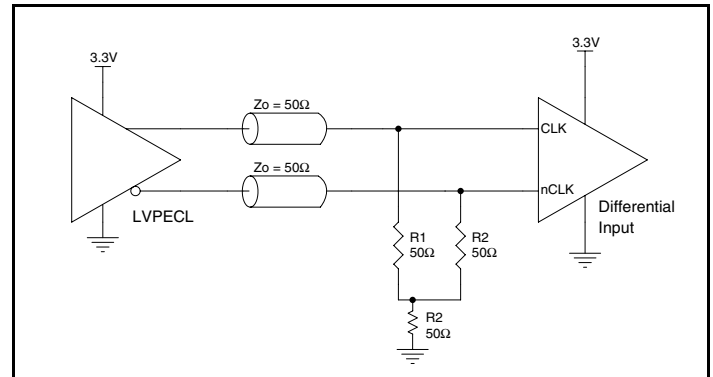 3.3V
3.3V
Zo = 50Ω
CLK
Zo = 50Ω
nCLK
LVPECL
Differential
Input
R1
50Ω
R2
50Ω
R2
50Ω